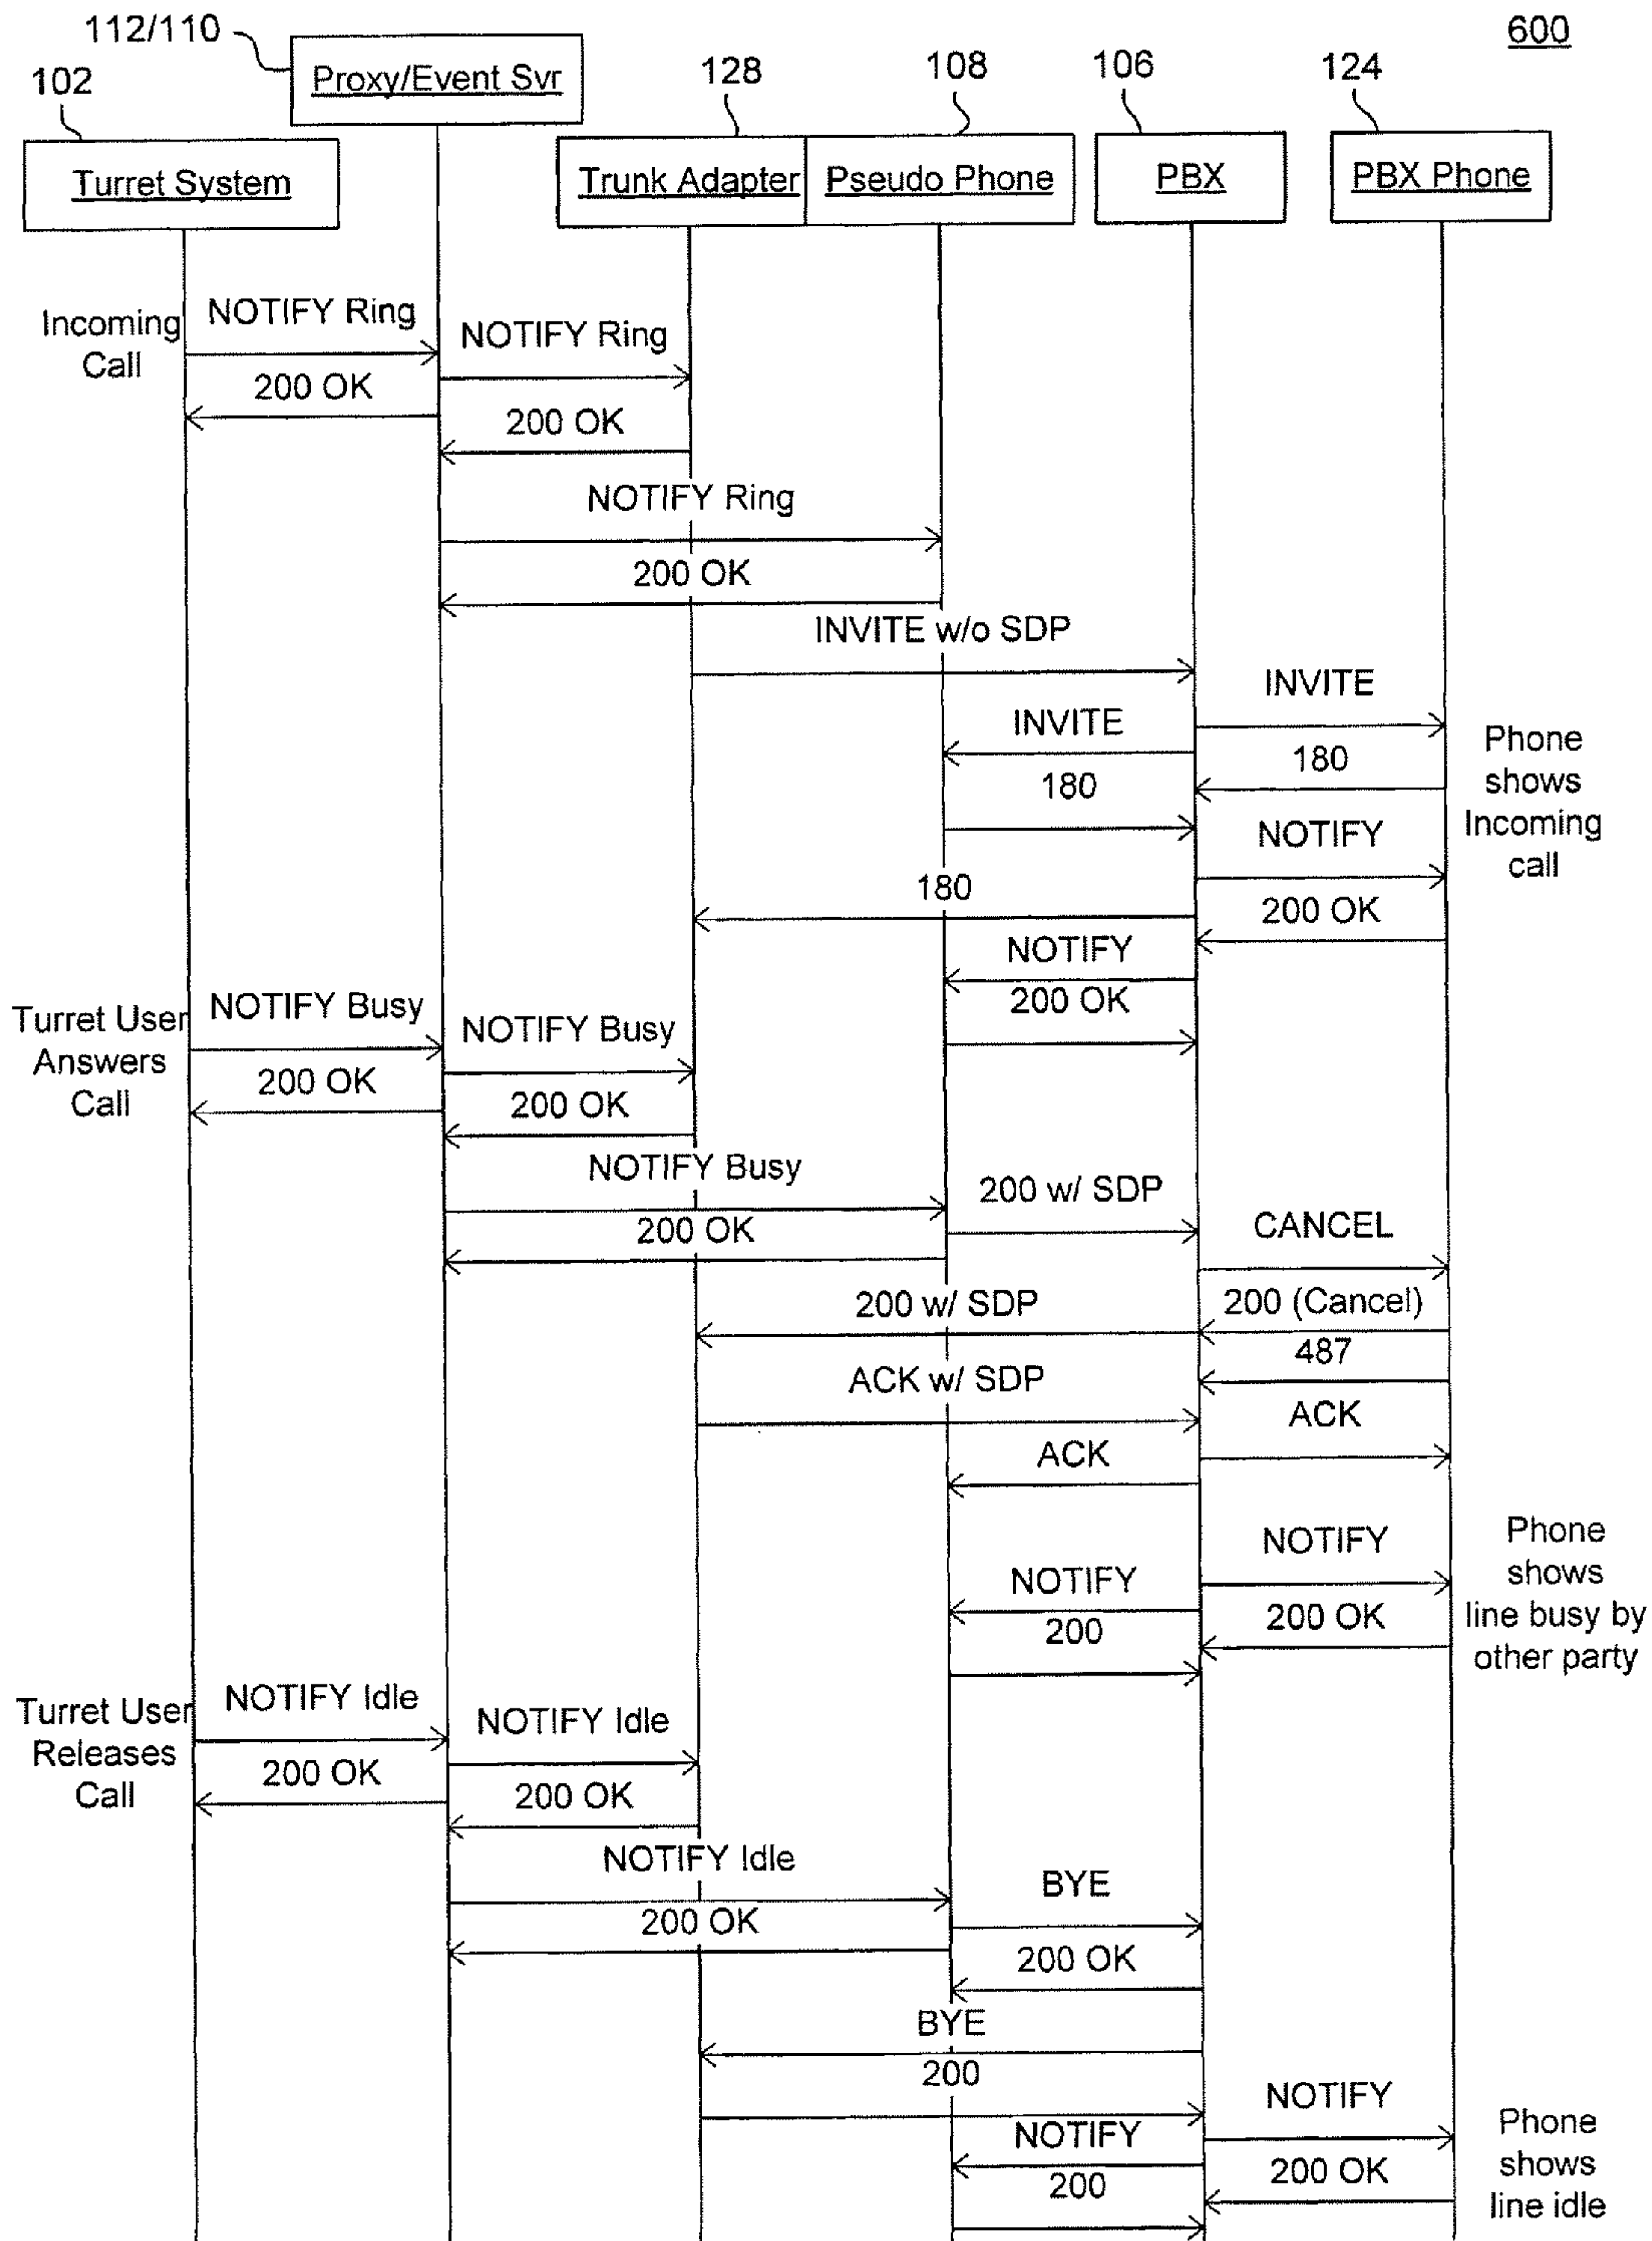 112/110
600
102
Proxy/Event Svr
128
108
106
124
Turret System
Trunk Adapter
Pseudo Phone
PBX
PBX Phone
Incoming
Call
NOTIFY Ring
NOTIFY Ring
200 OK
200 OK
NOTIFY Ring
200 OK
INVITE w/o SDP
INVITE
INVITE
180
180
Phone
shows
Incoming
call
NOTIFY
180
200 OK
NOTIFY
200 OK
Turret User
Answers
Call
NOTIFY Busy
NOTIFY Busy
200 OK
200 OK
NOTIFY Busy
200 w/ SDP
200 OK
CANCEL
200 w/ SDP
200 (Cancel)
487
ACK w/ SDP
ACK
ACK
NOTIFY
NOTIFY
200 OK
200
Phone
shows
line busy by
other party
Turret User
Releases
Call
NOTIFY Idle
NOTIFY Idle
200 OK
200 OK
NOTIFY Idle
BYE
200 OK
200 OK
BYE
200
NOTIFY
NOTIFY
200 OK
200
Phone
shows
line idle